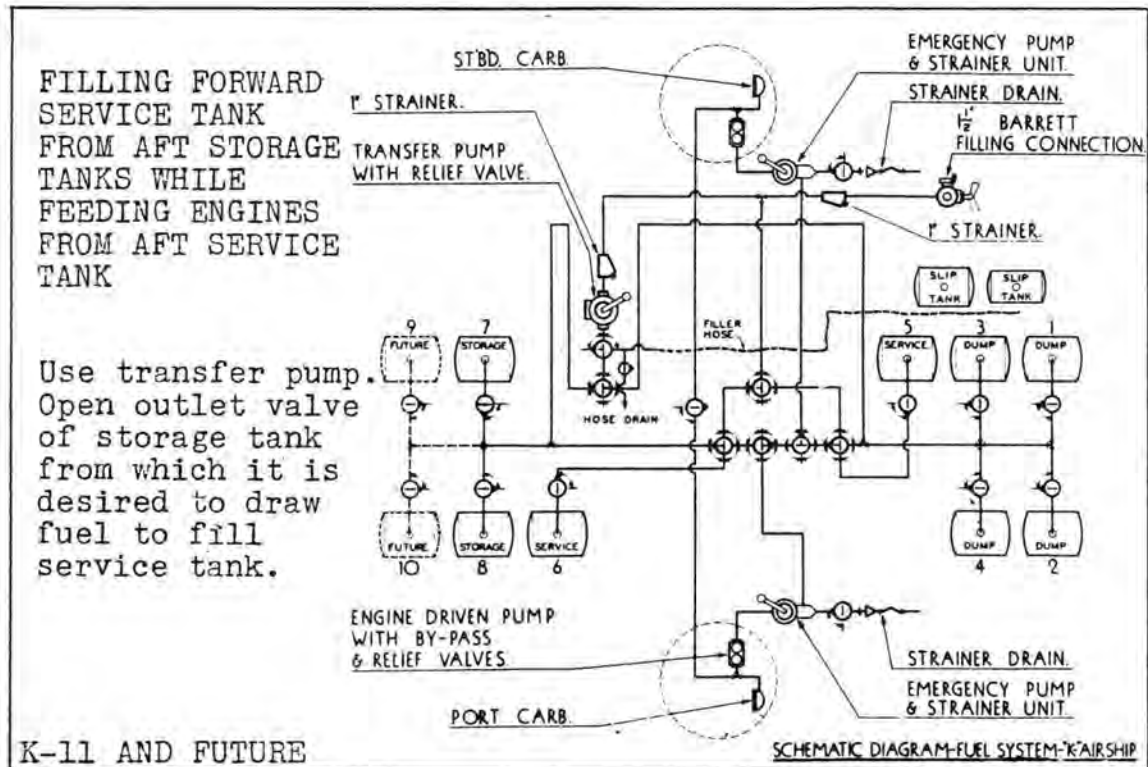 FILLING FORWARD
SERVICE TANK
FROM AFT STORAGE
TANKS WHILE
FEEDING ENGINES
FROM AFT SERVICE
TANK
Use transfer pump.
Open outlet valve
of storage tank
from which it is
desired to draw
fuel to fill
service tank.
STBD. CARB.
1" STRAINER.
TRANSFER PUMP
WITH RELIEF VALVE.
EMERGENCY PUMP
& STRAINER UNIT.
STRAINER DRAIN.
1½" BARRETT
FILLING CONNECTION.
1" STRAINER.
SLIP
TANK
SLIP
TANK
FILLER
HOSE
HOSE DRAIN
9
FUTURE
7
STORAGE
5
SERVICE
3
DUMP
1
DUMP
FUTURE
10
STORAGE
8
SERVICE
6
DUMP
4
DUMP
2
ENGINE DRIVEN PUMP
WITH BY-PASS
& RELIEF VALVES.
PORT CARB.
STRAINER DRAIN.
EMERGENCY PUMP
& STRAINER UNIT.
K-11 AND FUTURE
SCHEMATIC DIAGRAM-FUEL SYSTEM-"K"AIRSHIP